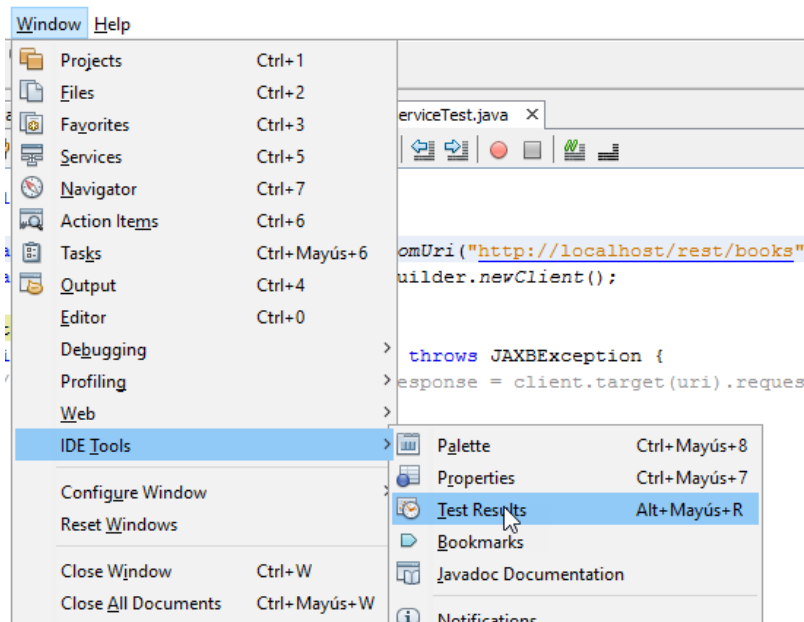 Window Help
Projects Ctrl+1
Files Ctrl+2
Favorites Ctrl+3
Services Ctrl+5
Navigator Ctrl+7
Action Items Ctrl+6
Tasks Ctrl+Mayús+6
Output Ctrl+4
Editor Ctrl+0
Debugging
Profiling
Web
IDE Tools
Configure Window
Reset Windows
Close Window Ctrl+W
Close All Documents Ctrl+Mayús+W
erviceTest.java
omUri("http://localhost/rest/books"
uilder.newClient();
throws JAXBException {
esponse = client.target(uri).reques
Palette Ctrl+Mayús+8
Properties Ctrl+Mayús+7
Test Results Alt+Mayús+R
Bookmarks
Javadoc Documentation
Notifications